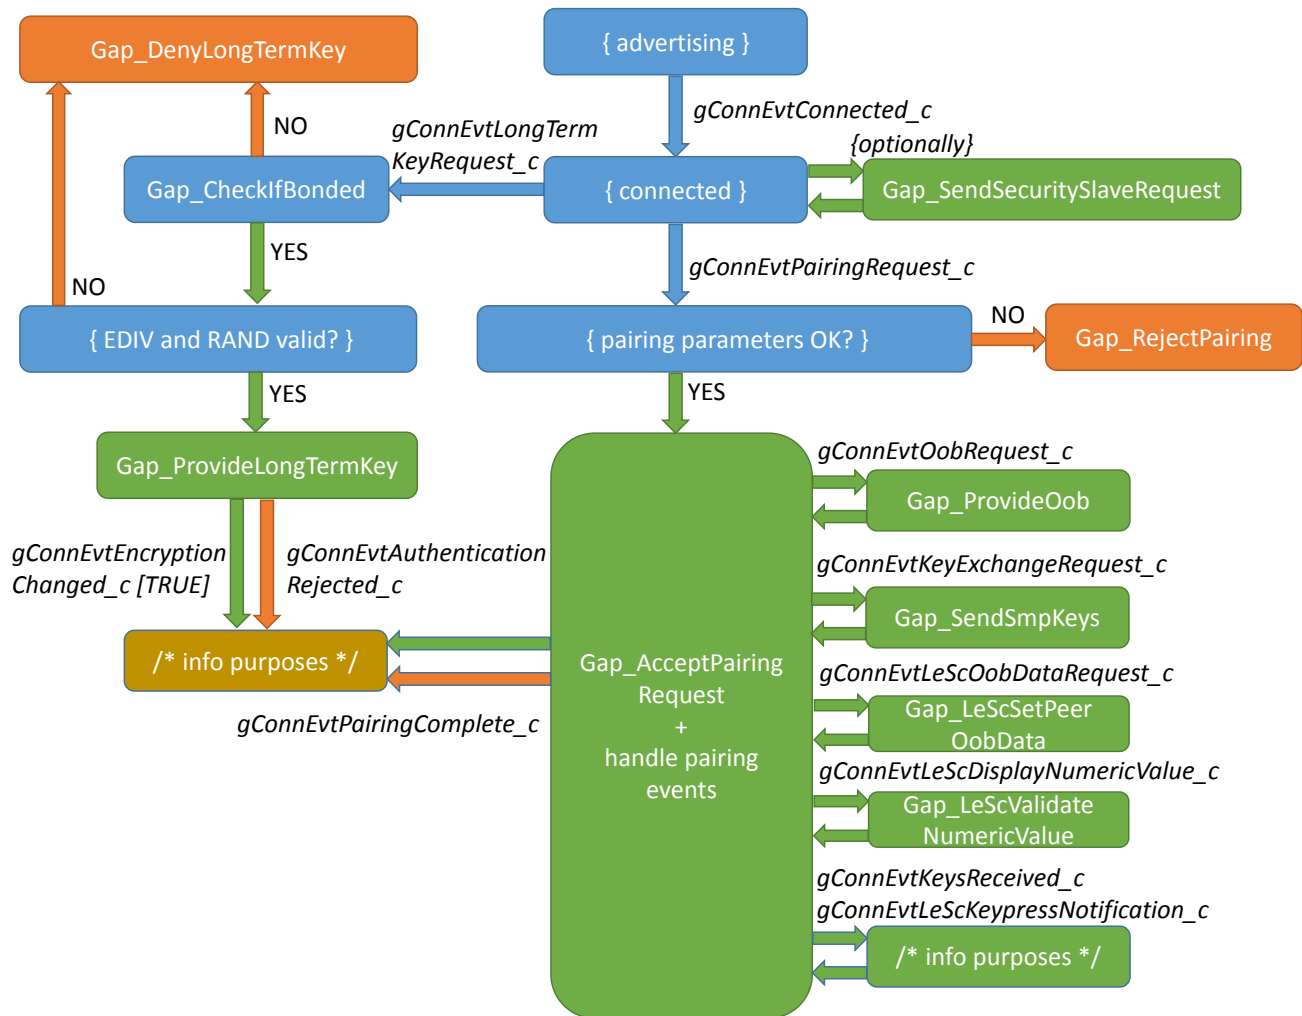 Gap_DenyLongTermKey
{ advertising }
NO
gConnEvtConnected_c
gConnEvtLongTerm
KeyRequest_c
{optionally}
Gap_CheckIfBonded
{ connected }
Gap_SendSecuritySlaveRequest
YES
NO
gConnEvtPairingRequest_c
{ EDIV and RAND valid? }
{ pairing parameters OK? }
NO
Gap_RejectPairing
YES
YES
Gap_ProvideLongTermKey
gConnEvtOobRequest_c
Gap_ProvideOob
gConnEvtEncryption
Changed_c [TRUE]
gConnEvtAuthentication
Rejected_c
gConnEvtKeyExchangeRequest_c
Gap_SendSmpKeys
/* info purposes */
gConnEvtPairingComplete_c
Gap_AcceptPairing
Request
+
handle pairing
events
gConnEvtLeScOobDataRequest_c
Gap_LeScSetPeer
OobData
gConnEvtLeScDisplayNumericValue_c
Gap_LeScValidate
NumericValue
gConnEvtKeysReceived_c
gConnEvtLeScKeypressNotification_c
/* info purposes */